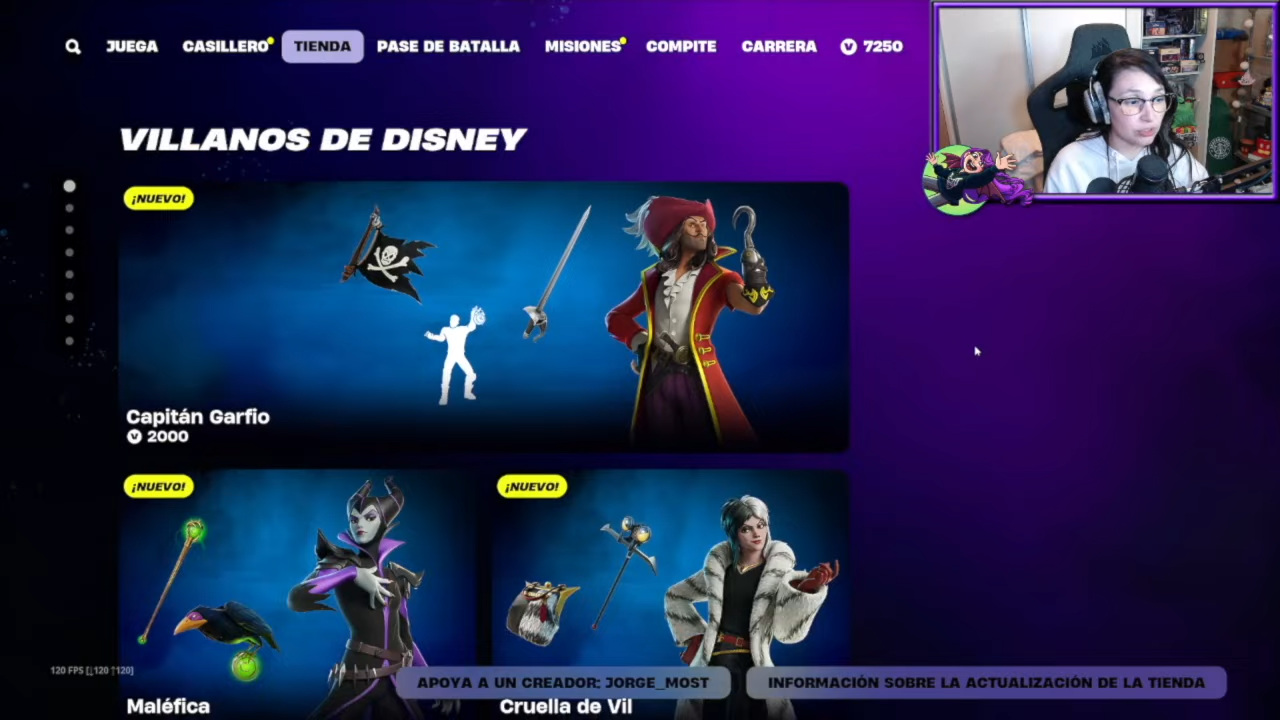 JUEGA CASILLERO TIENDA PASE DE BATALLA MISIONES COMPITE CARRERA 7250
VILLANOS DE DISNEY
¡NUEVO!
Capitán Garfio
2000
¡NUEVO! ¡NUEVO!
120 FPS [↓120 ↑120]
APOYA A UN CREADOR: JORGE_MOST INFORMACIÓN SOBRE LA ACTUALIZACIÓN DE LA TIENDA
Maléfica Cruella de Vil